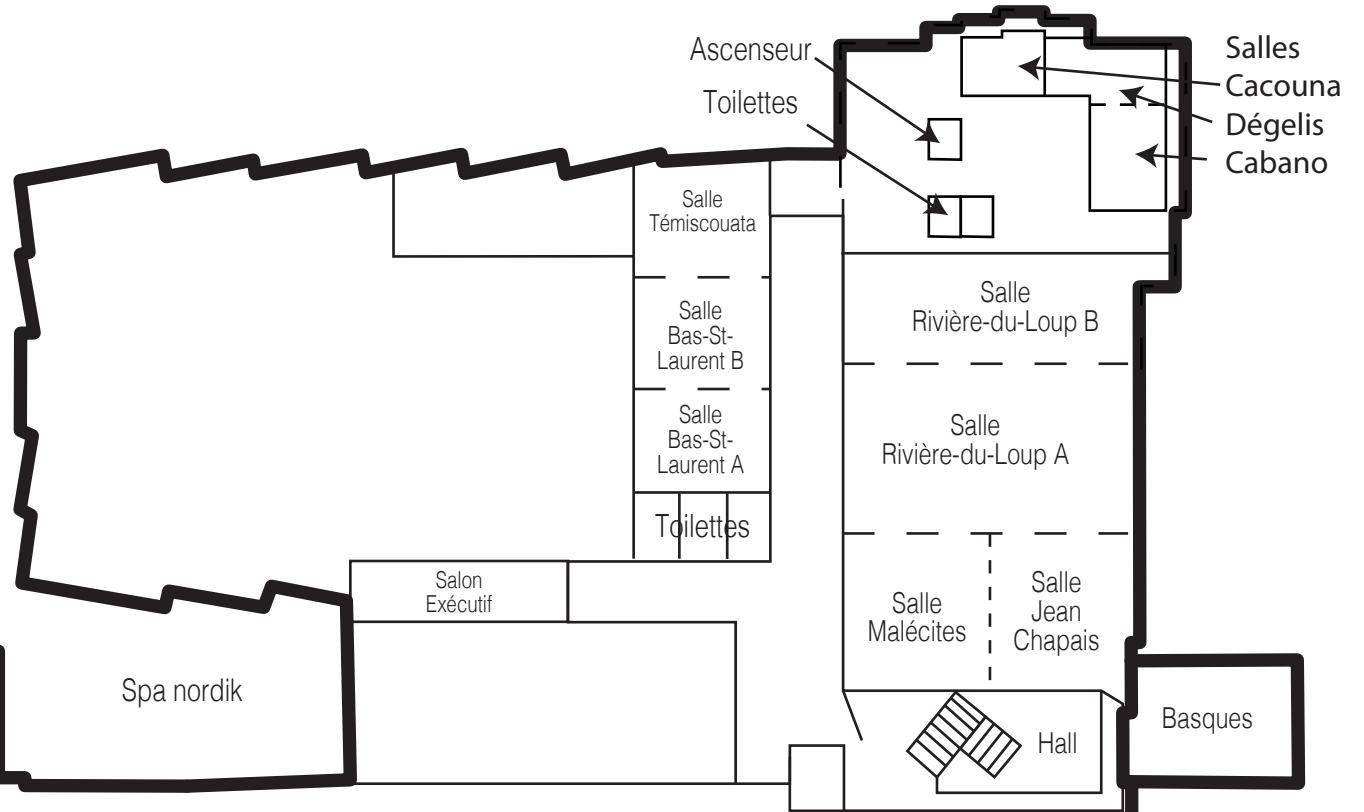 Ascenseur
Toilettes
Salles
Cacouna
Dégelis
Cabano
Salle
Témiscouata
Salle
Bas-St-
Laurent B
Salle
Bas-St-
Laurent A
Toilettes
Salle
Rivière-du-Loup B
Salle
Rivière-du-Loup A
Salle
Malécites
Salle
Jean
Chapais
Salon
Exécutif
Spa nordik
Hall
Basques